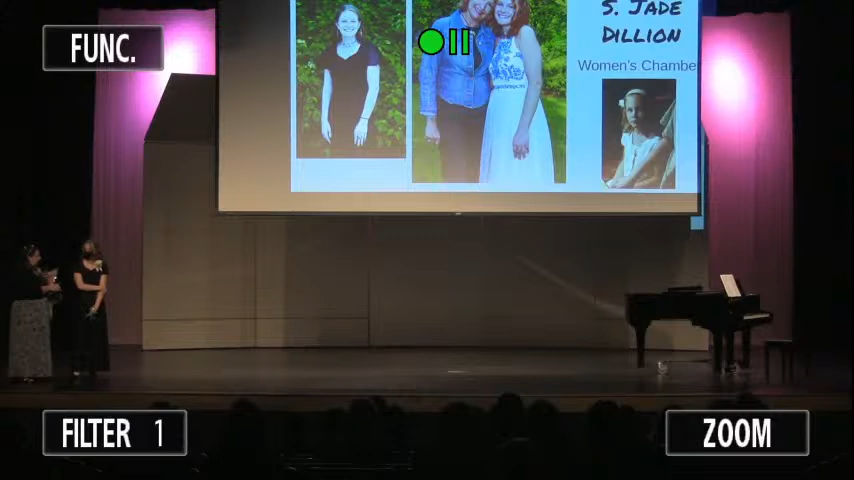 FUNC.
S. JADE
DILLION
Women's Chamber
FILTER 1
ZOOM